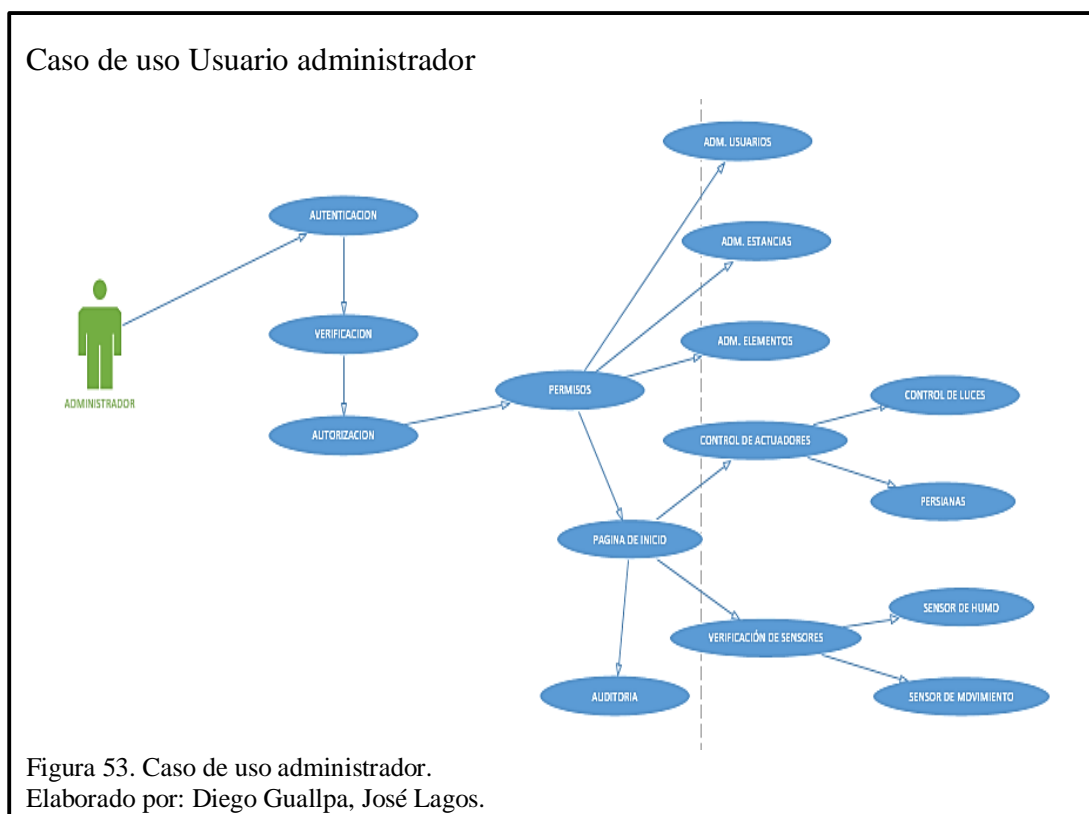 Caso de uso Usuario administrador
ADM. USUARIOS
AUTENTICACION
ADM. ESTANCIAS
VERIFICACION
ADM. ELEMENTOS
ADMINISTRADOR
PERMISOS
CONTROL DE LUCES
AUTORIZACION
CONTROL DE ACTUADORES
PERSIANAS
PAGINA DE INICIO
SENSOR DE HUMO
VERIFICACIÓN DE SENSORES
AUDITORIA
SENSOR DE MOVIMIENTO
Figura 53. Caso de uso administrador.
Elaborado por: Diego Guallpa, José Lagos.